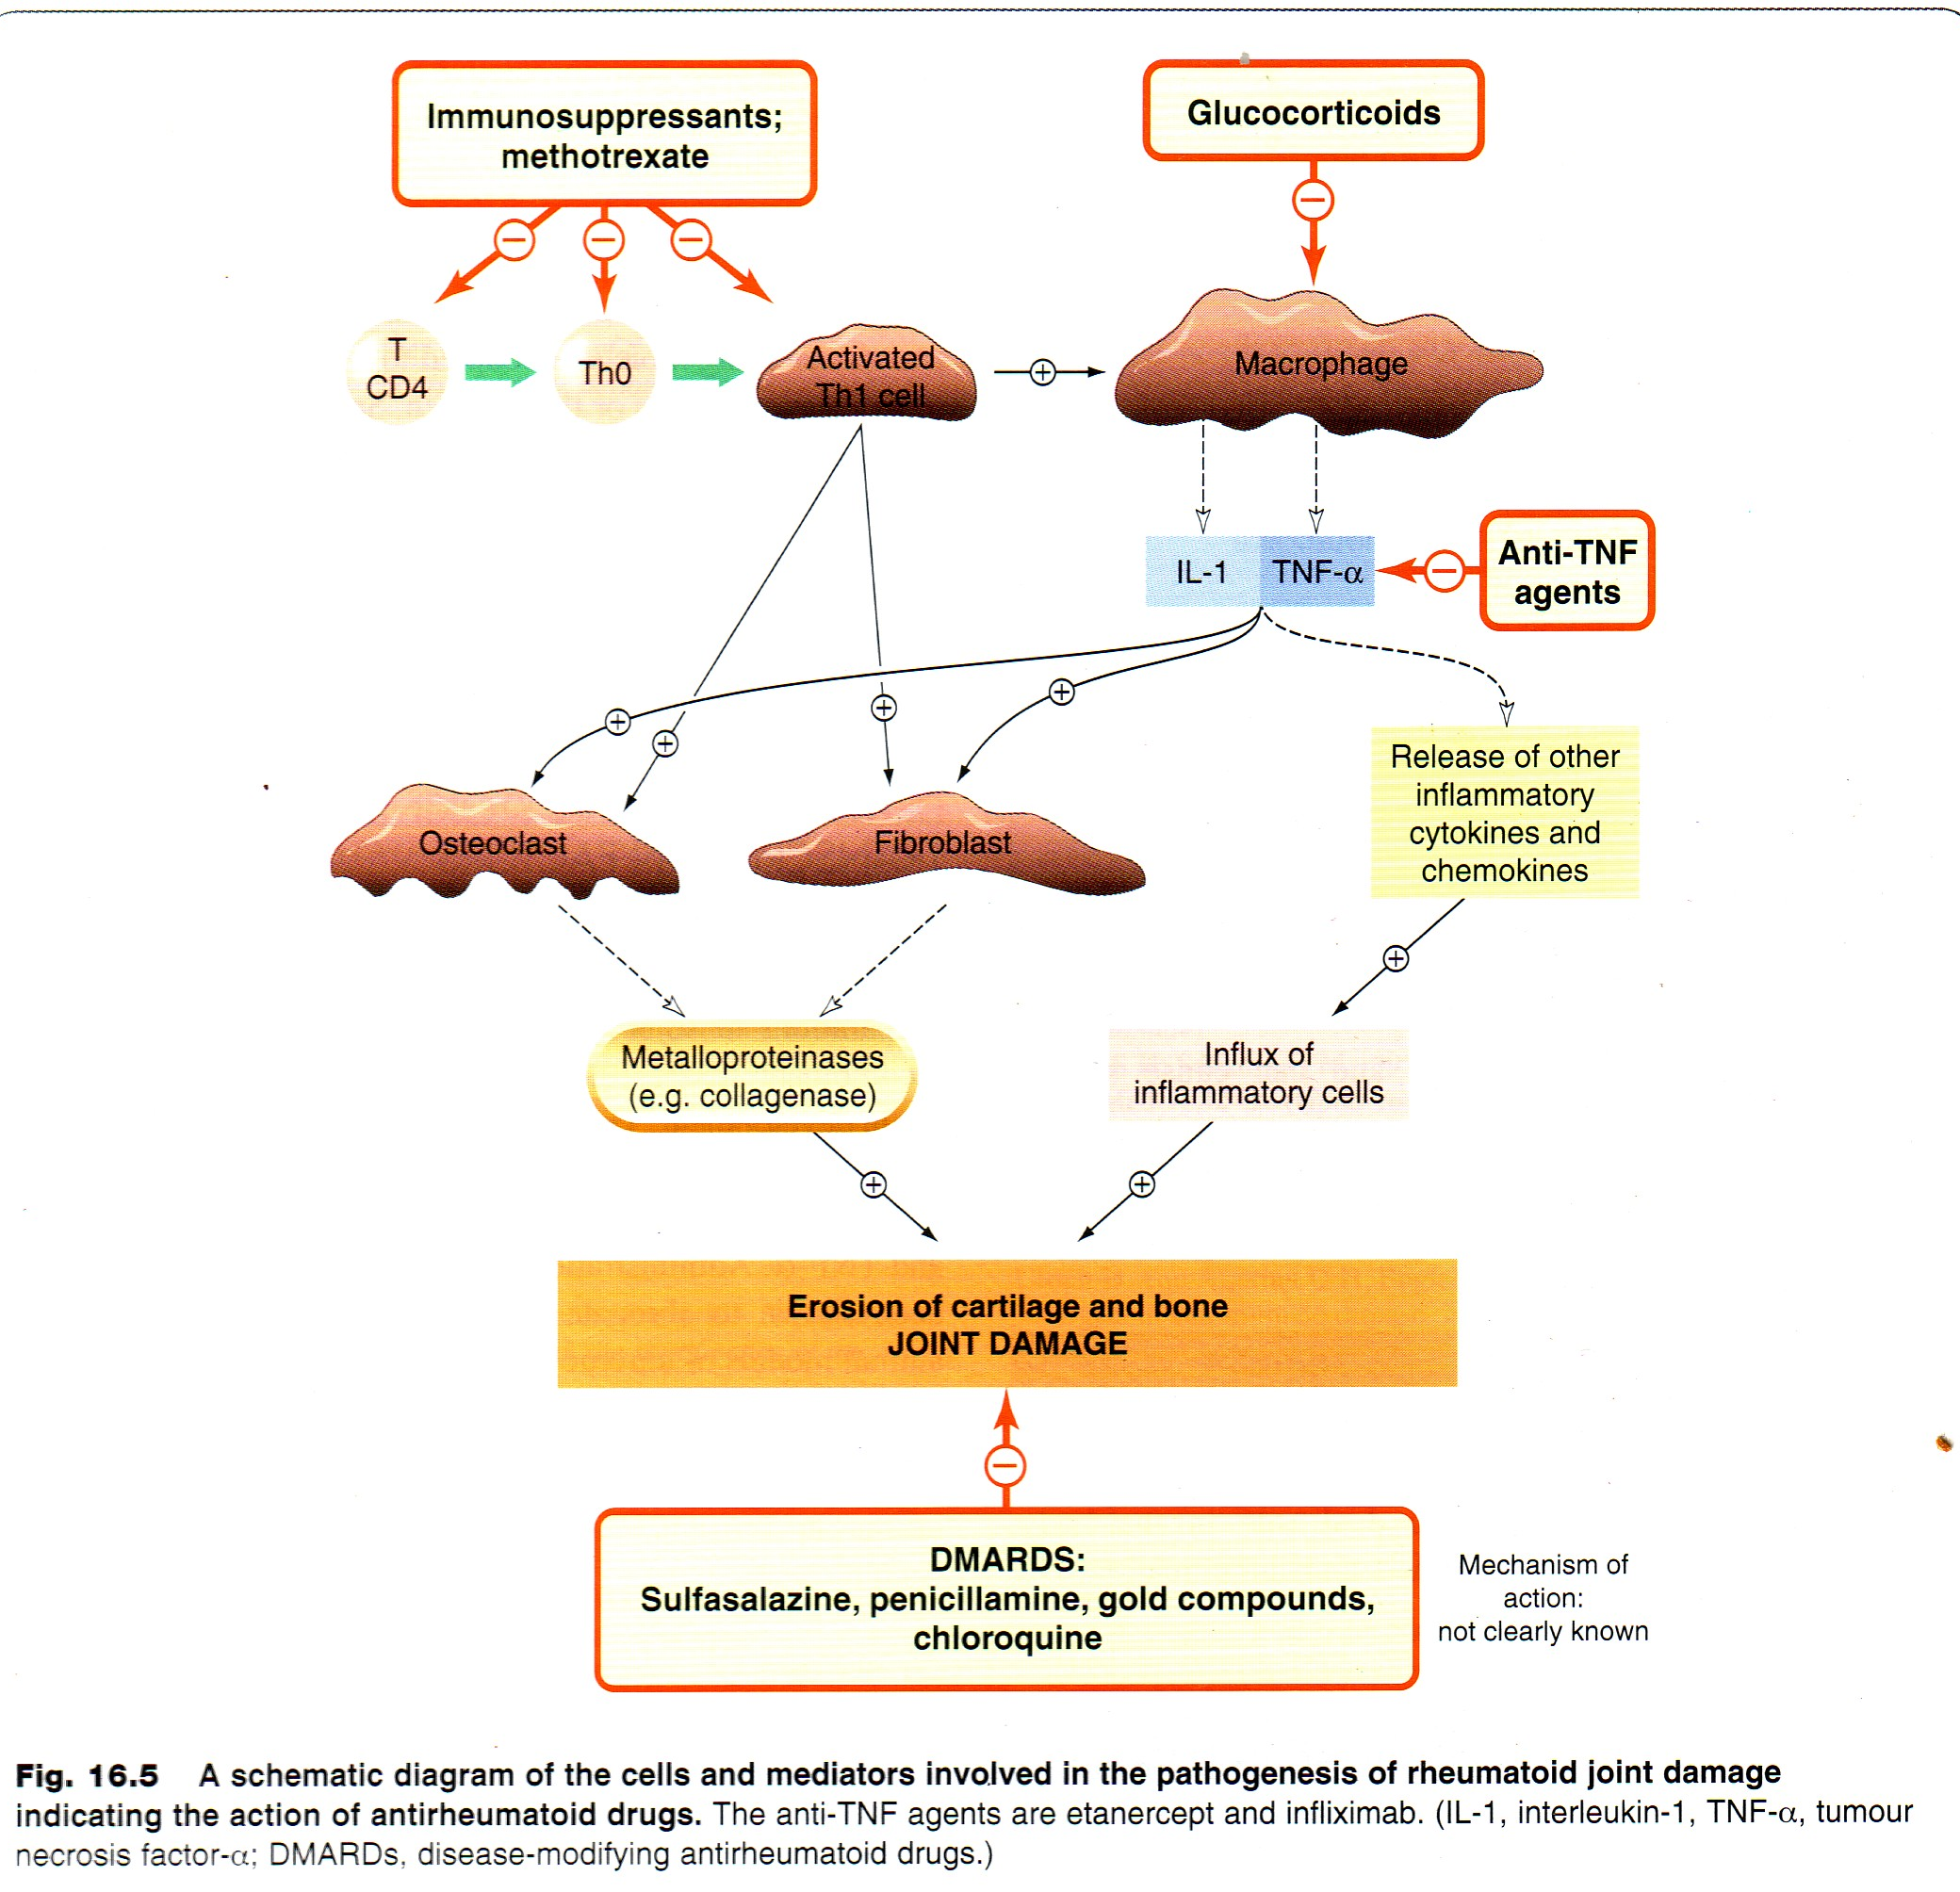 Immunosuppressants;
methotrexate
Glucocorticoids
T
CD4
Th0
Activated
Th1 cell
Macrophage
IL-1
TNF-α
Anti-TNF
agents
Osteoclast
Fibroblast
Release of other
inflammatory
cytokines and
chemokines
Metalloproteinases
(e.g. collagenase)
Influx of
inflammatory cells
Erosion of cartilage and bone
JOINT DAMAGE
DMARDS:
Sulfasalazine, penicillamine, gold compounds,
chloroquine
Mechanism of
action:
not clearly known
Fig. 16.5 A schematic diagram of the cells and mediators involved in the pathogenesis of rheumatoid joint damage
indicating the action of antirheumatoid drugs. The anti-TNF agents are etanercept and infliximab. (IL-1, interleukin-1, TNF-α, tumour
necrosis factor-α; DMARDs, disease-modifying antirheumatoid drugs.)